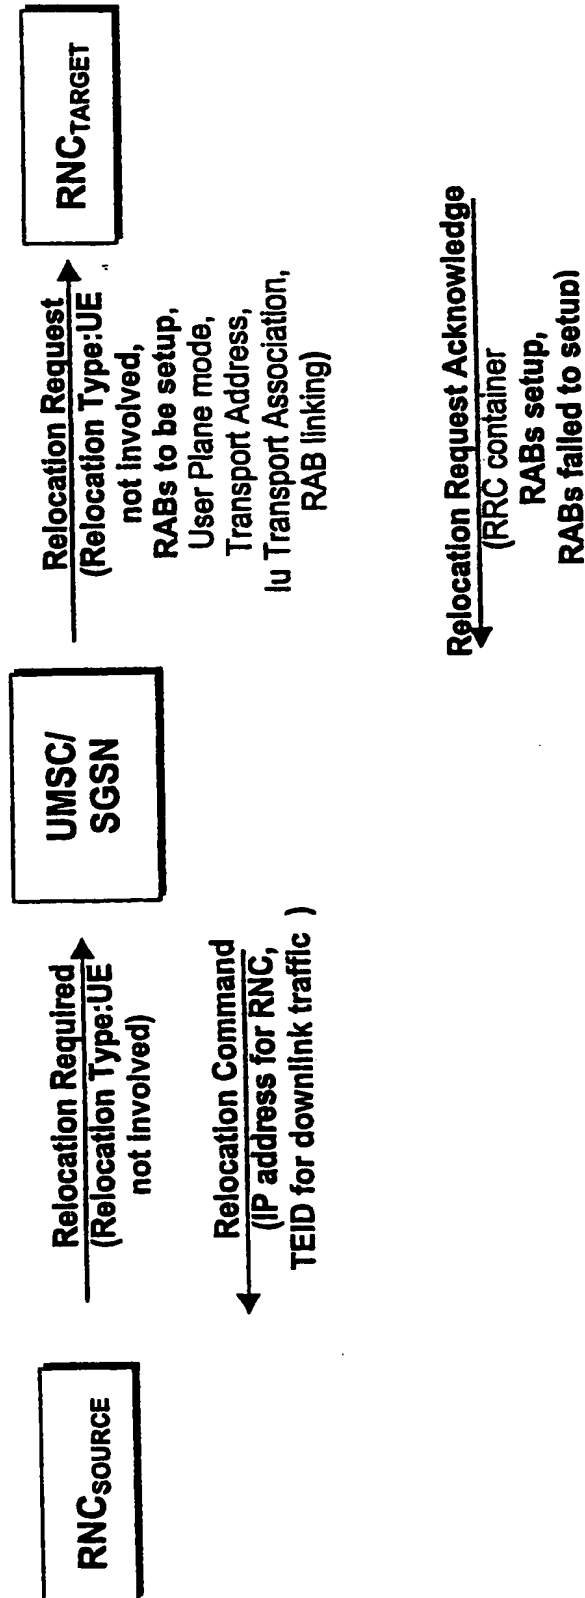 RNCSOURCE
Relocation Required
(Relocation Type:UE
not involved)
Relocation Command
(IP address for RNC,
TEID for downlink traffic )
UMSC/
SGSN
Relocation Request
(Relocation Type:UE
not involved,
RABs to be setup,
User Plane mode,
Transport Address,
Iu Transport Association,
RAB linking)
Relocation Request Acknowledge
(RRC container
RABs setup,
RABs failed to setup)
RNCTARGET